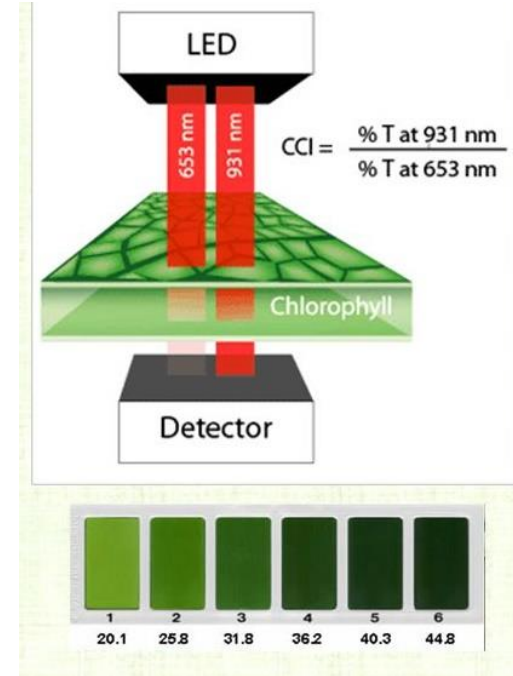 LED
653 nm
931 nm
CCI = % T at 931 nm
% T at 653 nm
Chlorophyll
Detector
1 2 3 4 5 6
20.1 25.8 31.8 36.2 40.3 44.8